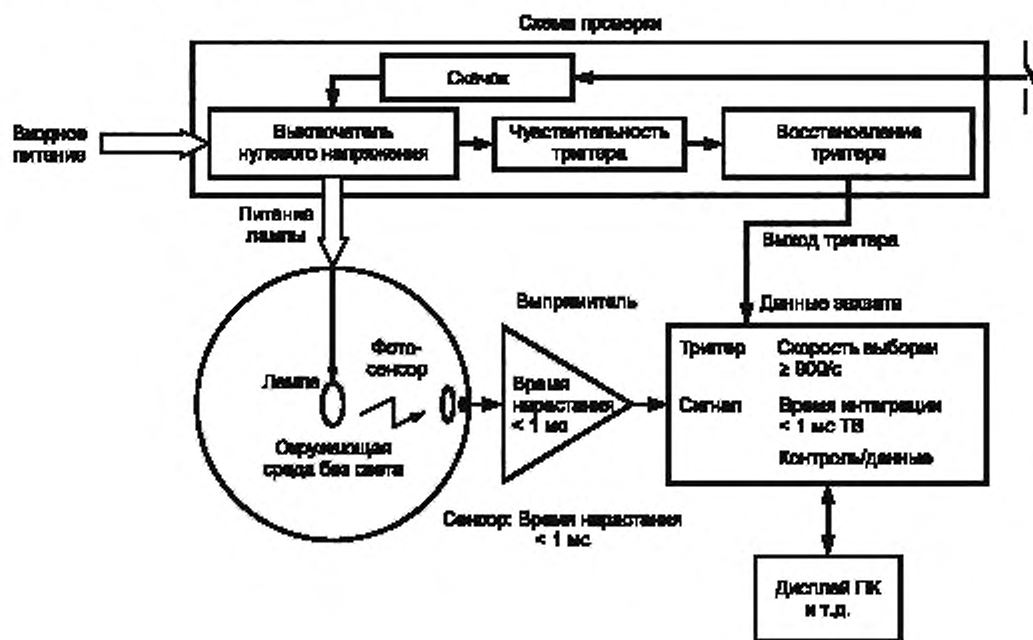 Схема проверки
Скачок
Входное
питание
Выключатель
нулевого напряжения
Чувствительность
триггера
Восстановление
триггера
Питание
лампы
Выход триггера
Данные захвата
Выпрямитель
Фото-
сенсор
Лампа
Окружающая
среда без света
Время
нарастания
< 1 мс
Триггер
Скорость выборки
≥ 800/с
Сигнал
Время интеграции
< 1 мс ТВ
Контроль/данные
Сенсор: Время нарастания
< 1 мс
Дисплей ПК
и т.д.